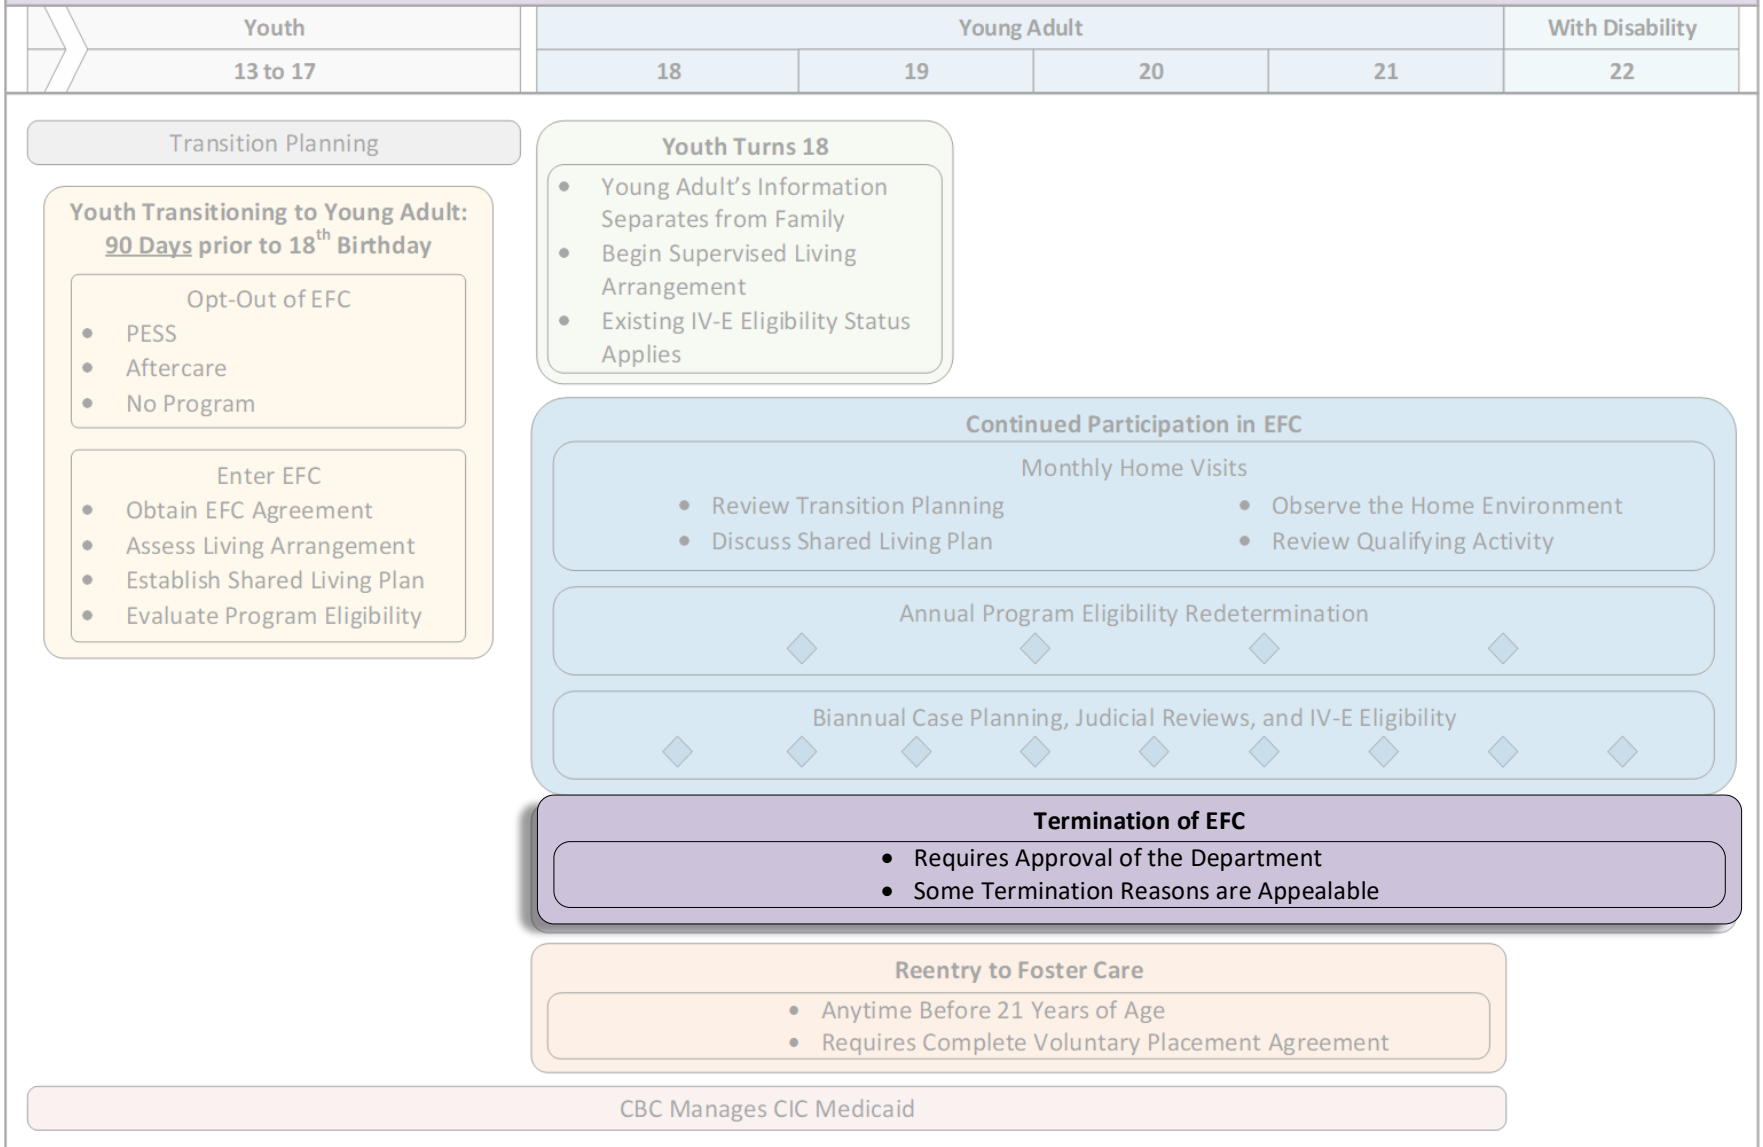 Youth
Young Adult
With Disability
13 to 17
18
19
20
21
22
Transition Planning
Youth Transitioning to Young Adult:
90 Days prior to 18th Birthday
Opt-Out of EFC
• PESS
• Aftercare
• No Program
Enter EFC
• Obtain EFC Agreement
• Assess Living Arrangement
• Establish Shared Living Plan
• Evaluate Program Eligibility
Youth Turns 18
• Young Adult’s Information
Separates from Family
• Begin Supervised Living
Arrangement
• Existing IV-E Eligibility Status
Applies
Continued Participation in EFC
Monthly Home Visits
• Review Transition Planning
• Discuss Shared Living Plan
• Observe the Home Environment
• Review Qualifying Activity
Annual Program Eligibility Redetermination
Biannual Case Planning, Judicial Reviews, and IV-E Eligibility
Termination of EFC
• Requires Approval of the Department
• Some Termination Reasons are Appealable
Reentry to Foster Care
• Anytime Before 21 Years of Age
• Requires Complete Voluntary Placement Agreement
CBC Manages CIC Medicaid